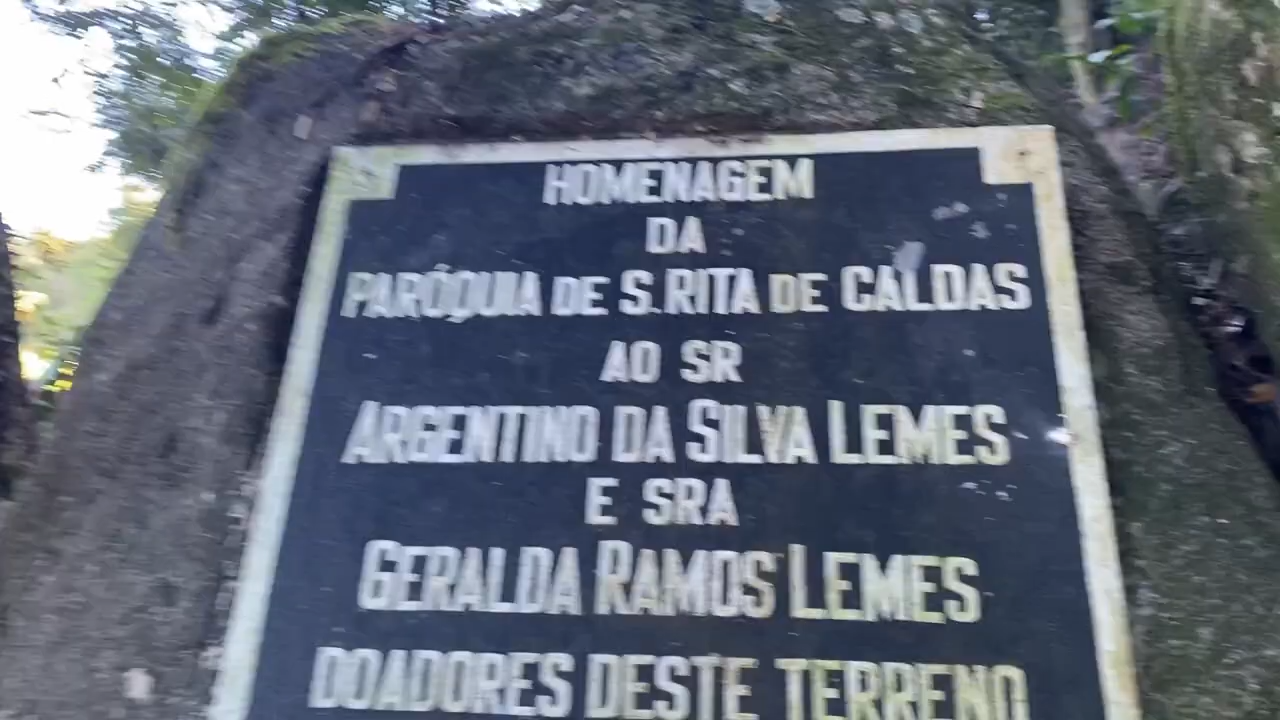 HOMENAGEM
DA
PARÓQUIA DE S. RITA DE CALDAS
AO SR
ARGENTINO DA SILVA LEMES
E SRA
GERALDA RAMOS LEMES
DOADORES DESTE TERRENO